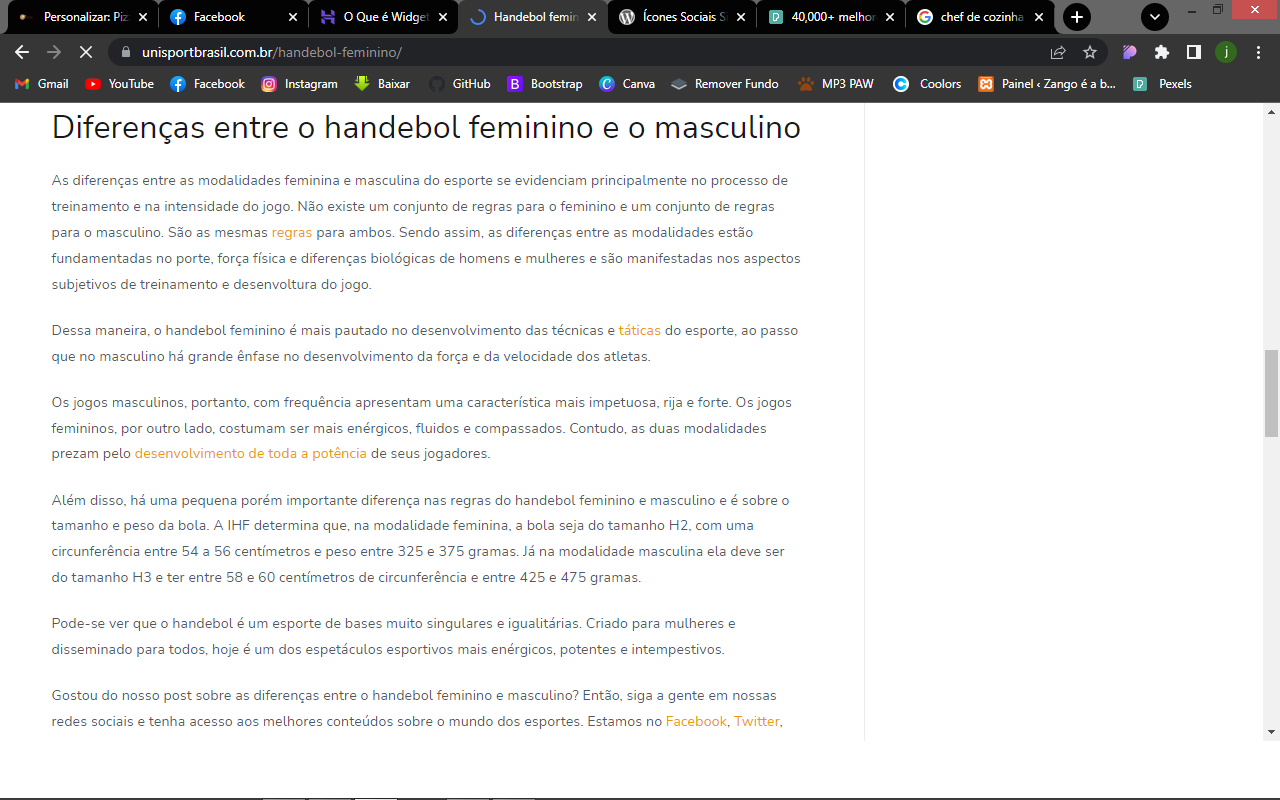 Personalizar: Piz
Facebook
O Que é Widget
Handebol femin
Ícones Sociais S
40,000+ melhor
chef de cozinha
unisportbrasil.com.br/handebol-feminino/
j
Gmail
YouTube
Facebook
Instagram
Baixar
GitHub
B
Bootstrap
Canva
Remover Fundo
MP3 PAW
Coolors
Painel ‹ Zango é a b...
Pexels
Diferenças entre o handebol feminino e o masculino
As diferenças entre as modalidades feminina e masculina do esporte se evidenciam principalmente no processo de
treinamento e na intensidade do jogo. Não existe um conjunto de regras para o feminino e um conjunto de regras
para o masculino. São as mesmas regras para ambos. Sendo assim, as diferenças entre as modalidades estão
fundamentadas no porte, força física e diferenças biológicas de homens e mulheres e são manifestadas nos aspectos
subjetivos de treinamento e desenvoltura do jogo.
Dessa maneira, o handebol feminino é mais pautado no desenvolvimento das técnicas e táticas do esporte, ao passo
que no masculino há grande ênfase no desenvolvimento da força e da velocidade dos atletas.
Os jogos masculinos, portanto, com frequência apresentam uma característica mais impetuosa, rija e forte. Os jogos
femininos, por outro lado, costumam ser mais enérgicos, fluidos e compassados. Contudo, as duas modalidades
prezam pelo desenvolvimento de toda a potência de seus jogadores.
Além disso, há uma pequena porém importante diferença nas regras do handebol feminino e masculino e é sobre o
tamanho e peso da bola. A IHF determina que, na modalidade feminina, a bola seja do tamanho H2, com uma
circunferência entre 54 a 56 centímetros e peso entre 325 e 375 gramas. Já na modalidade masculina ela deve ser
do tamanho H3 e ter entre 58 e 60 centímetros de circunferência e entre 425 e 475 gramas.
Pode-se ver que o handebol é um esporte de bases muito singulares e igualitárias. Criado para mulheres e
disseminado para todos, hoje é um dos espetáculos esportivos mais enérgicos, potentes e intempestivos.
Gostou do nosso post sobre as diferenças entre o handebol feminino e masculino? Então, siga a gente em nossas
redes sociais e tenha acesso aos melhores conteúdos sobre o mundo dos esportes. Estamos no Facebook, Twitter,